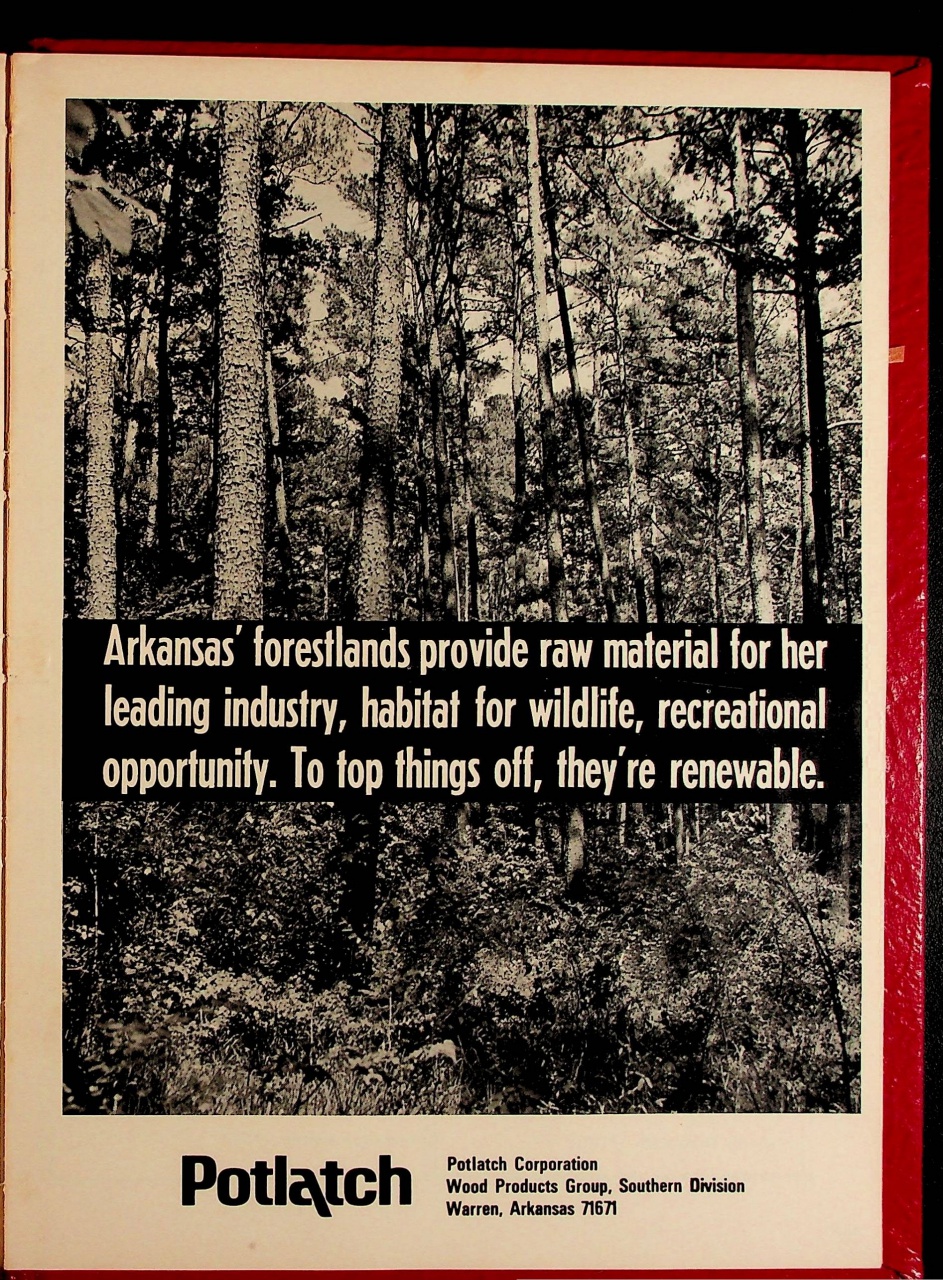 Arkansas' forestlands provide raw material for her
leading industry, habitat for wildlife, recreational
opportunity. To top things off, they're renewable.
Potlatch
Potlatch Corporation
Wood Products Group, Southern Division
Warren, Arkansas 71671